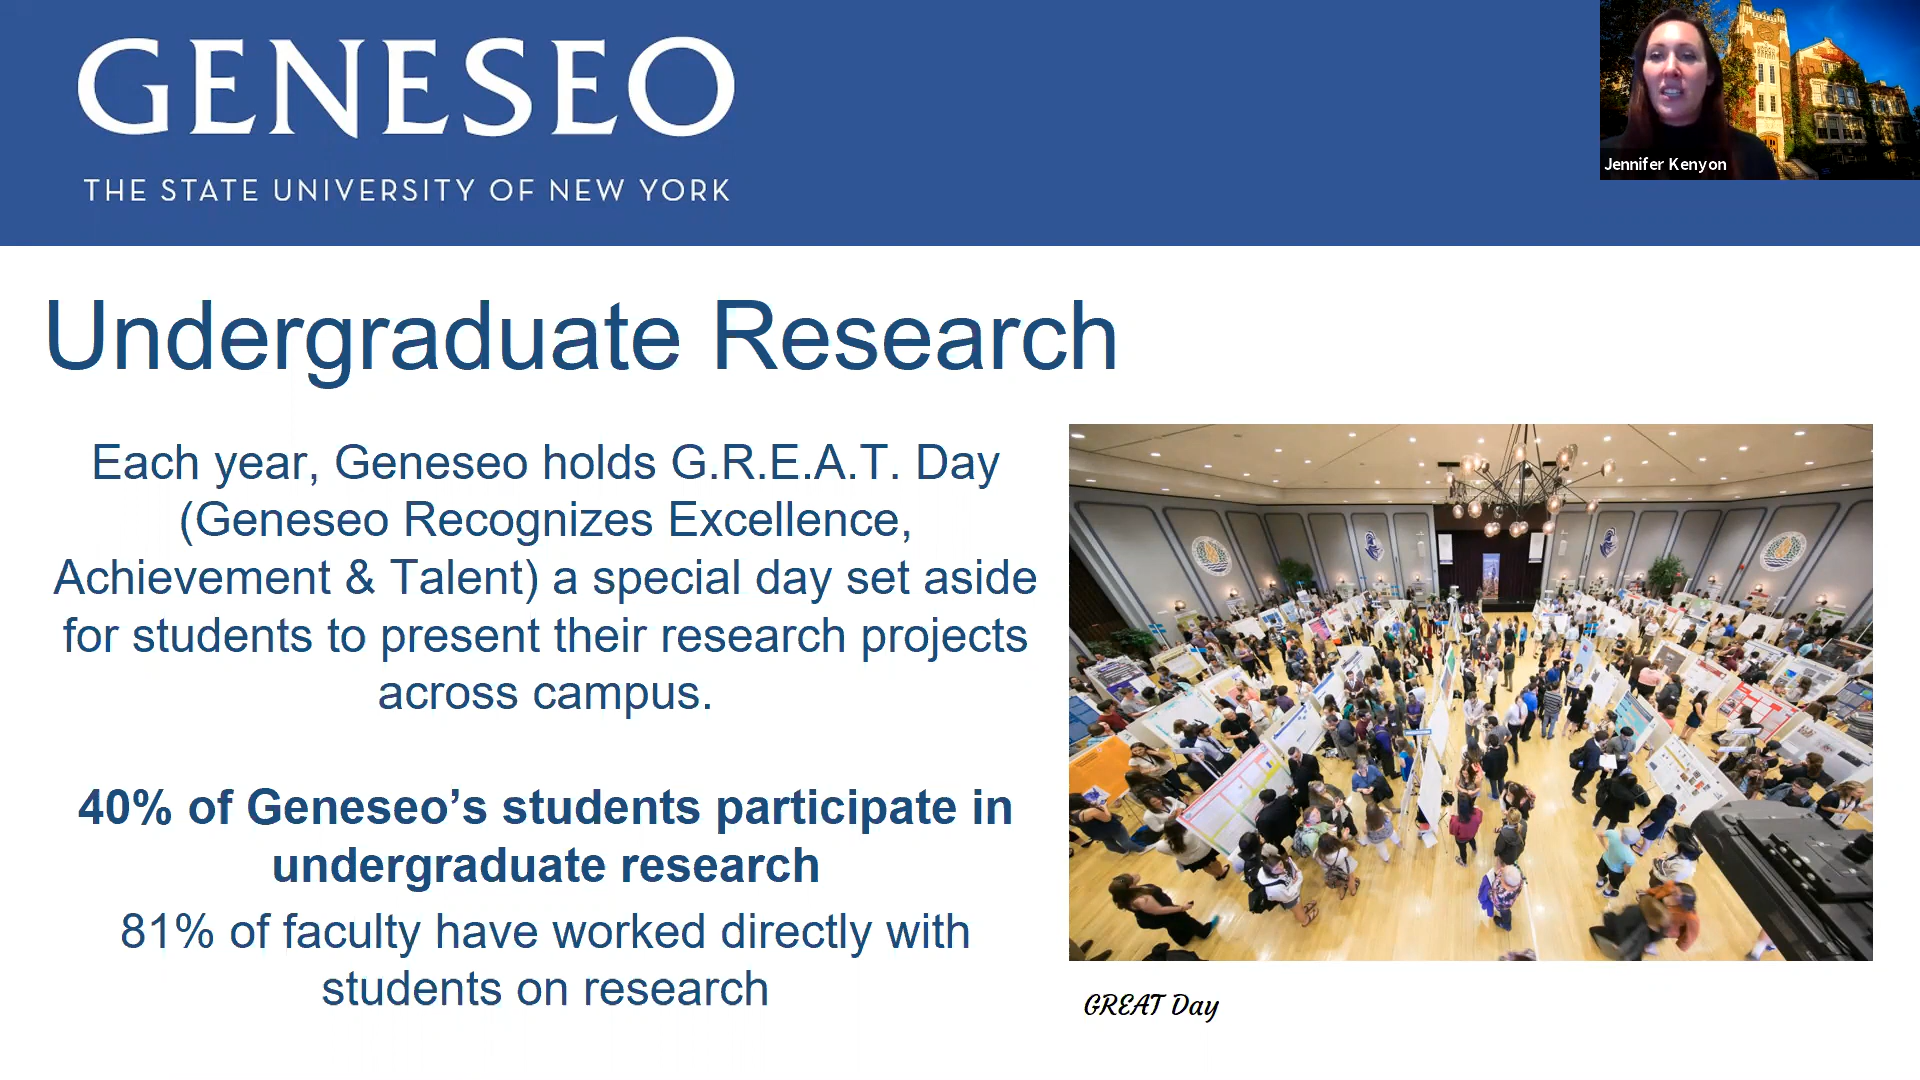 GENESEO
THE STATE UNIVERSITY OF NEW YORK
Jennifer Kenyon
Undergraduate Research
Each year, Geneseo holds G.R.E.A.T. Day
(Geneseo Recognizes Excellence,
Achievement & Talent) a special day set aside
for students to present their research projects
across campus.
40% of Geneseo’s students participate in
undergraduate research
81% of faculty have worked directly with
students on research
GREAT Day